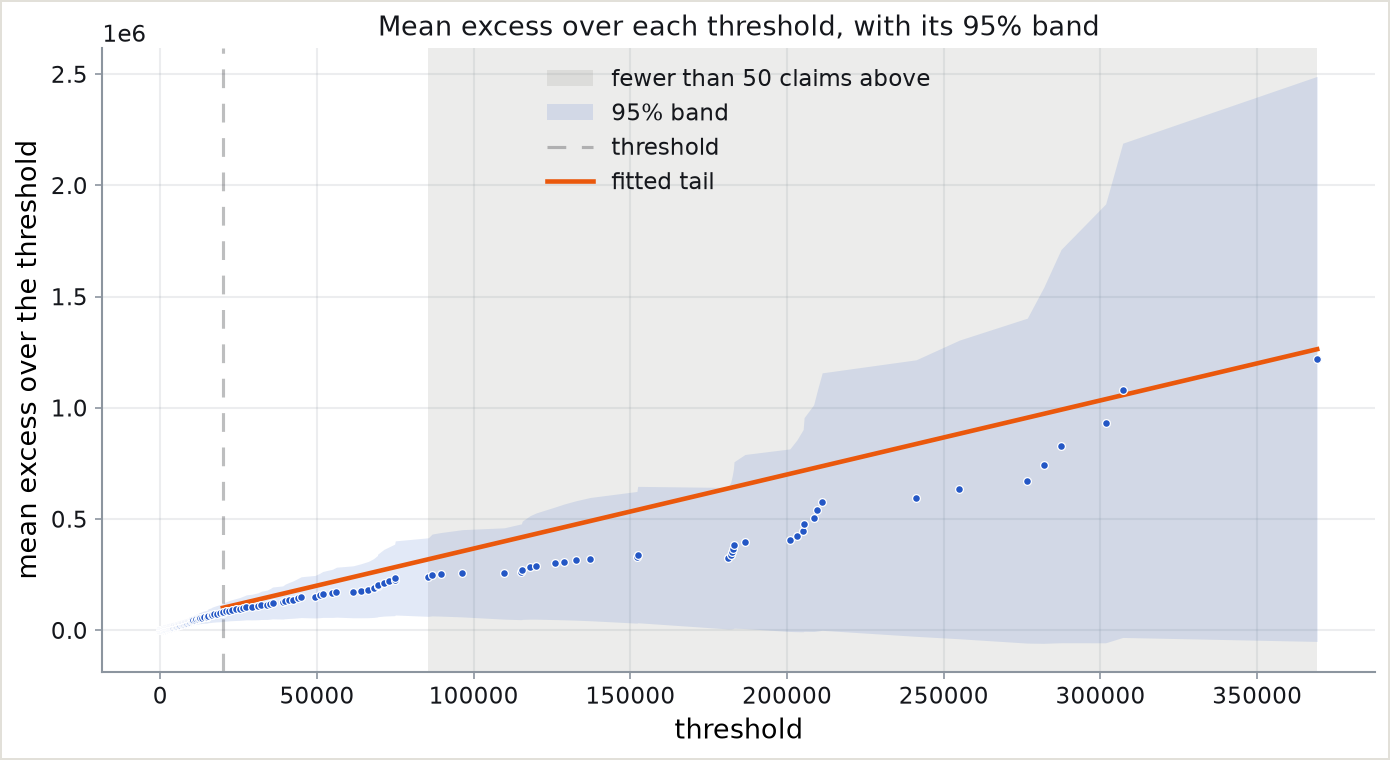 Mean excess over each threshold, with its 95% band
1e6
2.5
2.0
1.5
1.0
0.5
0.0
mean excess over the threshold
fewer than 50 claims above
95% band
threshold
fitted tail
0
50000
100000
150000
200000
250000
300000
350000
threshold